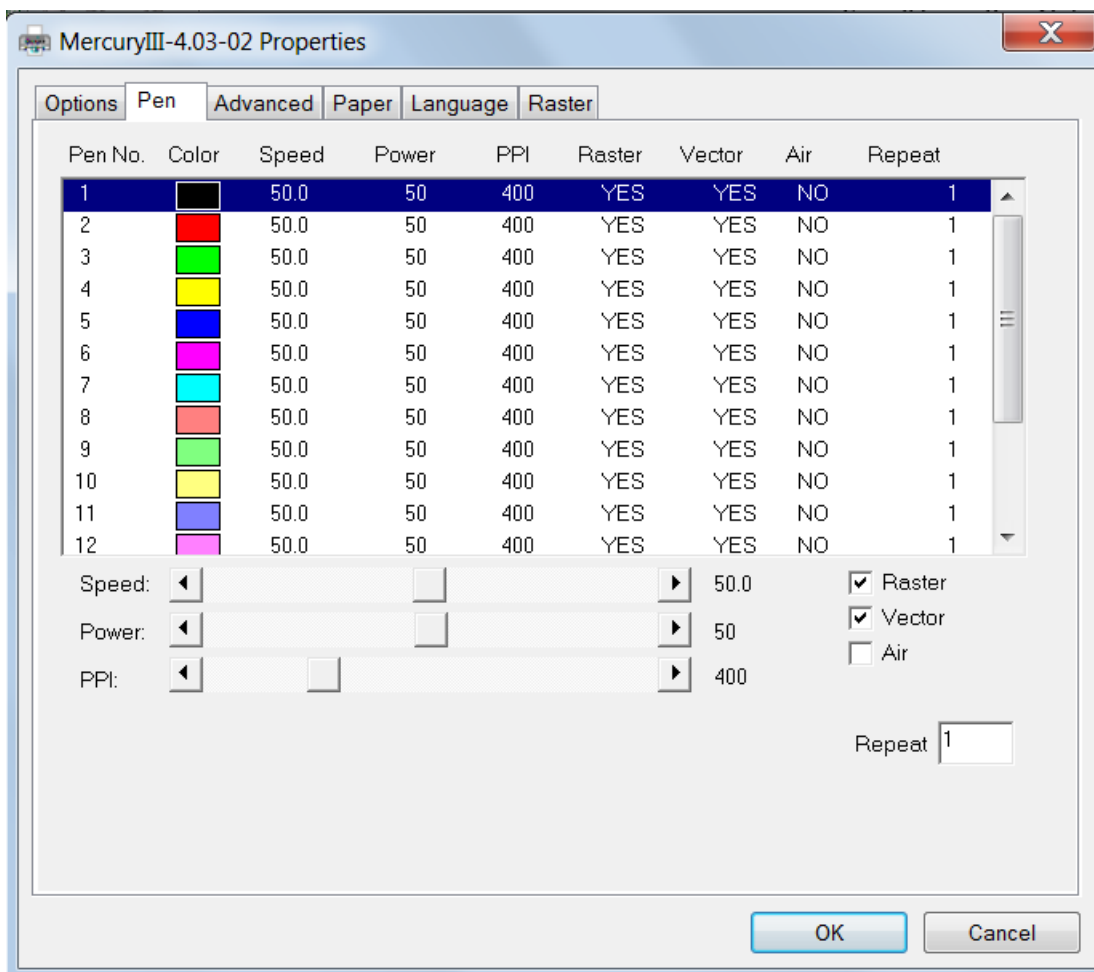 MercuryIII-4.03-02 Properties
X
Options Pen Advanced Paper Language Raster
Pen No. Color Speed Power PPI Raster Vector Air Repeat
1 50.0 50 400 YES YES NO 1
2 50.0 50 400 YES YES NO 1
3 50.0 50 400 YES YES NO 1
4 50.0 50 400 YES YES NO 1
5 50.0 50 400 YES YES NO 1
6 50.0 50 400 YES YES NO 1
7 50.0 50 400 YES YES NO 1
8 50.0 50 400 YES YES NO 1
9 50.0 50 400 YES YES NO 1
10 50.0 50 400 YES YES NO 1
11 50.0 50 400 YES YES NO 1
12 50.0 50 400 YES YES NO 1
Speed: 50.0 Raster
Power: 50 Vector
Air
PPI: 400
Repeat 1
OK Cancel